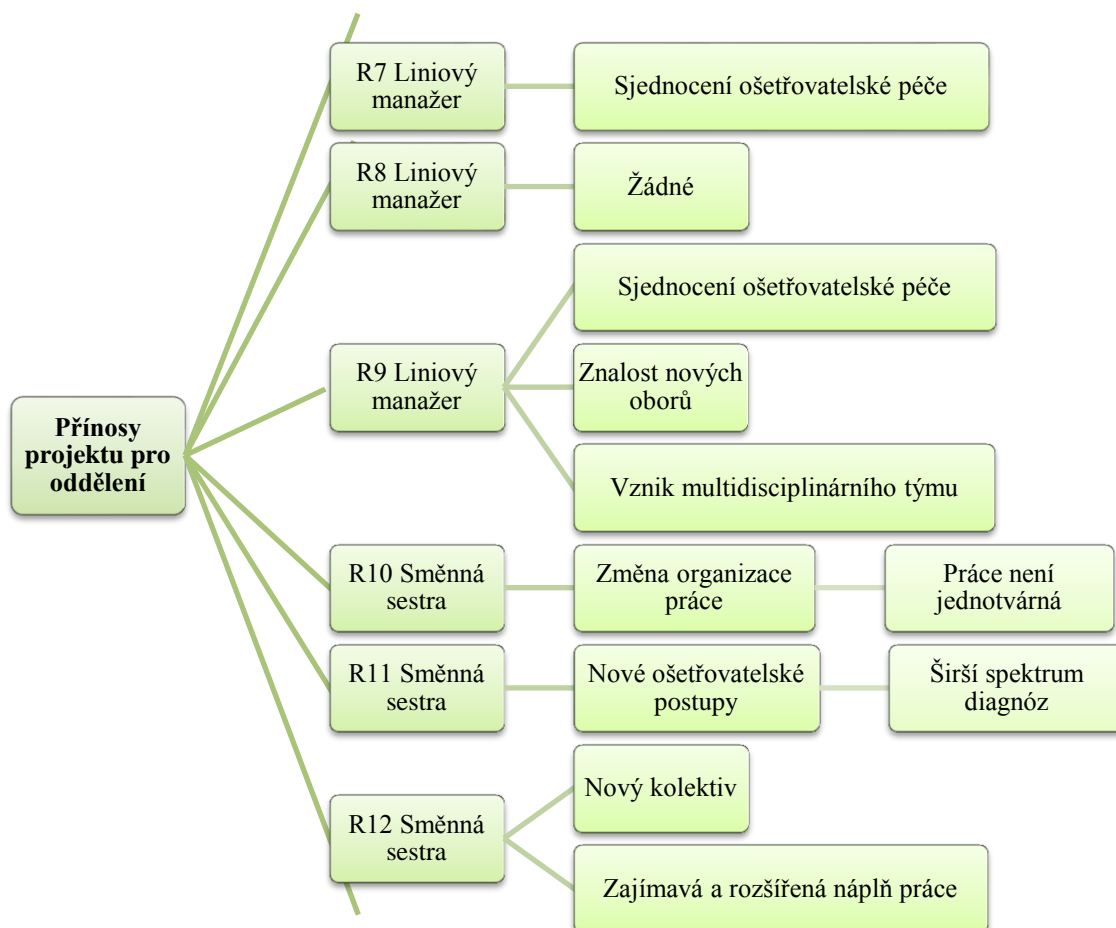 Přínosy
projektu pro
oddělení
R7 Liniový
manažer
Sjednocení ošetřovatelské péče
R8 Liniový
manažer
Žádné
R9 Liniový
manažer
Sjednocení ošetřovatelské péče
Znalost nových
oborů
Vznik multidisciplinárního týmu
R10 Směnná
sestra
Změna organizace
práce
Práce není
jednotvárná
R11 Směnná
sestra
Nové ošetřovatelské
postupy
Širší spektrum
diagnóz
R12 Směnná
sestra
Nový kolektiv
Zajímavá a rozšířená náplň práce